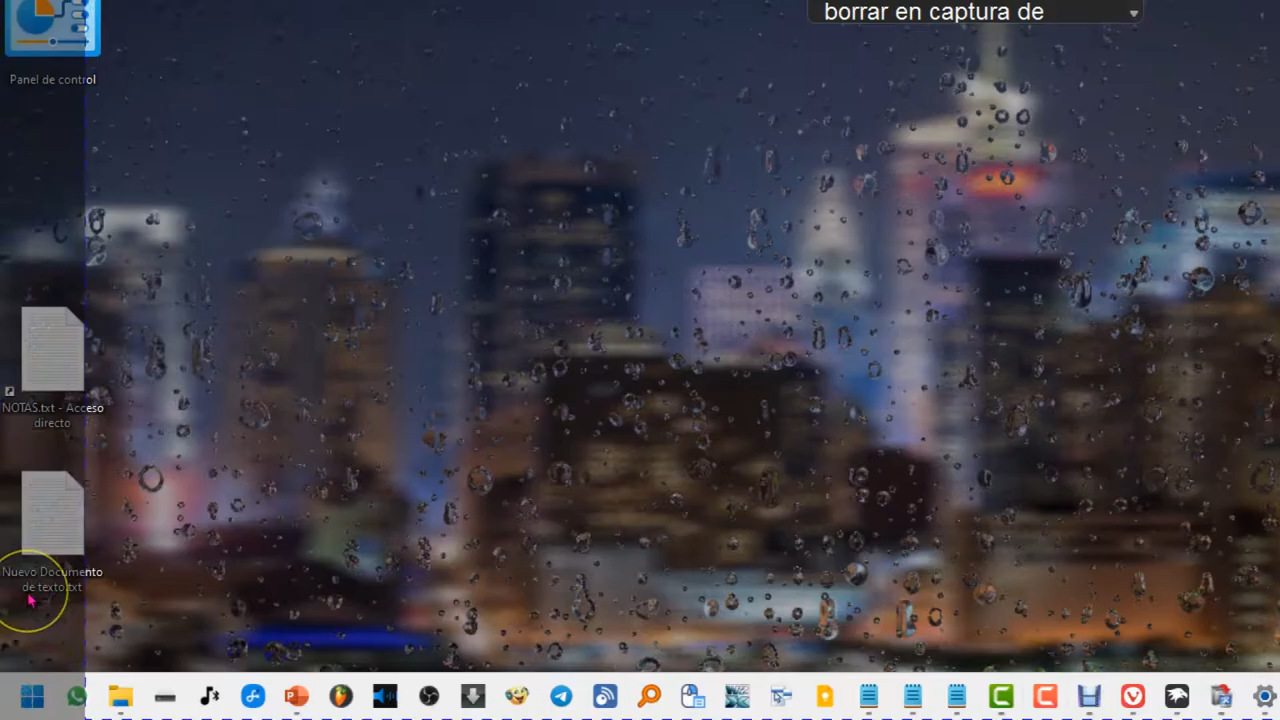 borrar en captura de
Panel de control
NOTAS.txt - Acceso
directo
Nuevo Documento
de texto.txt